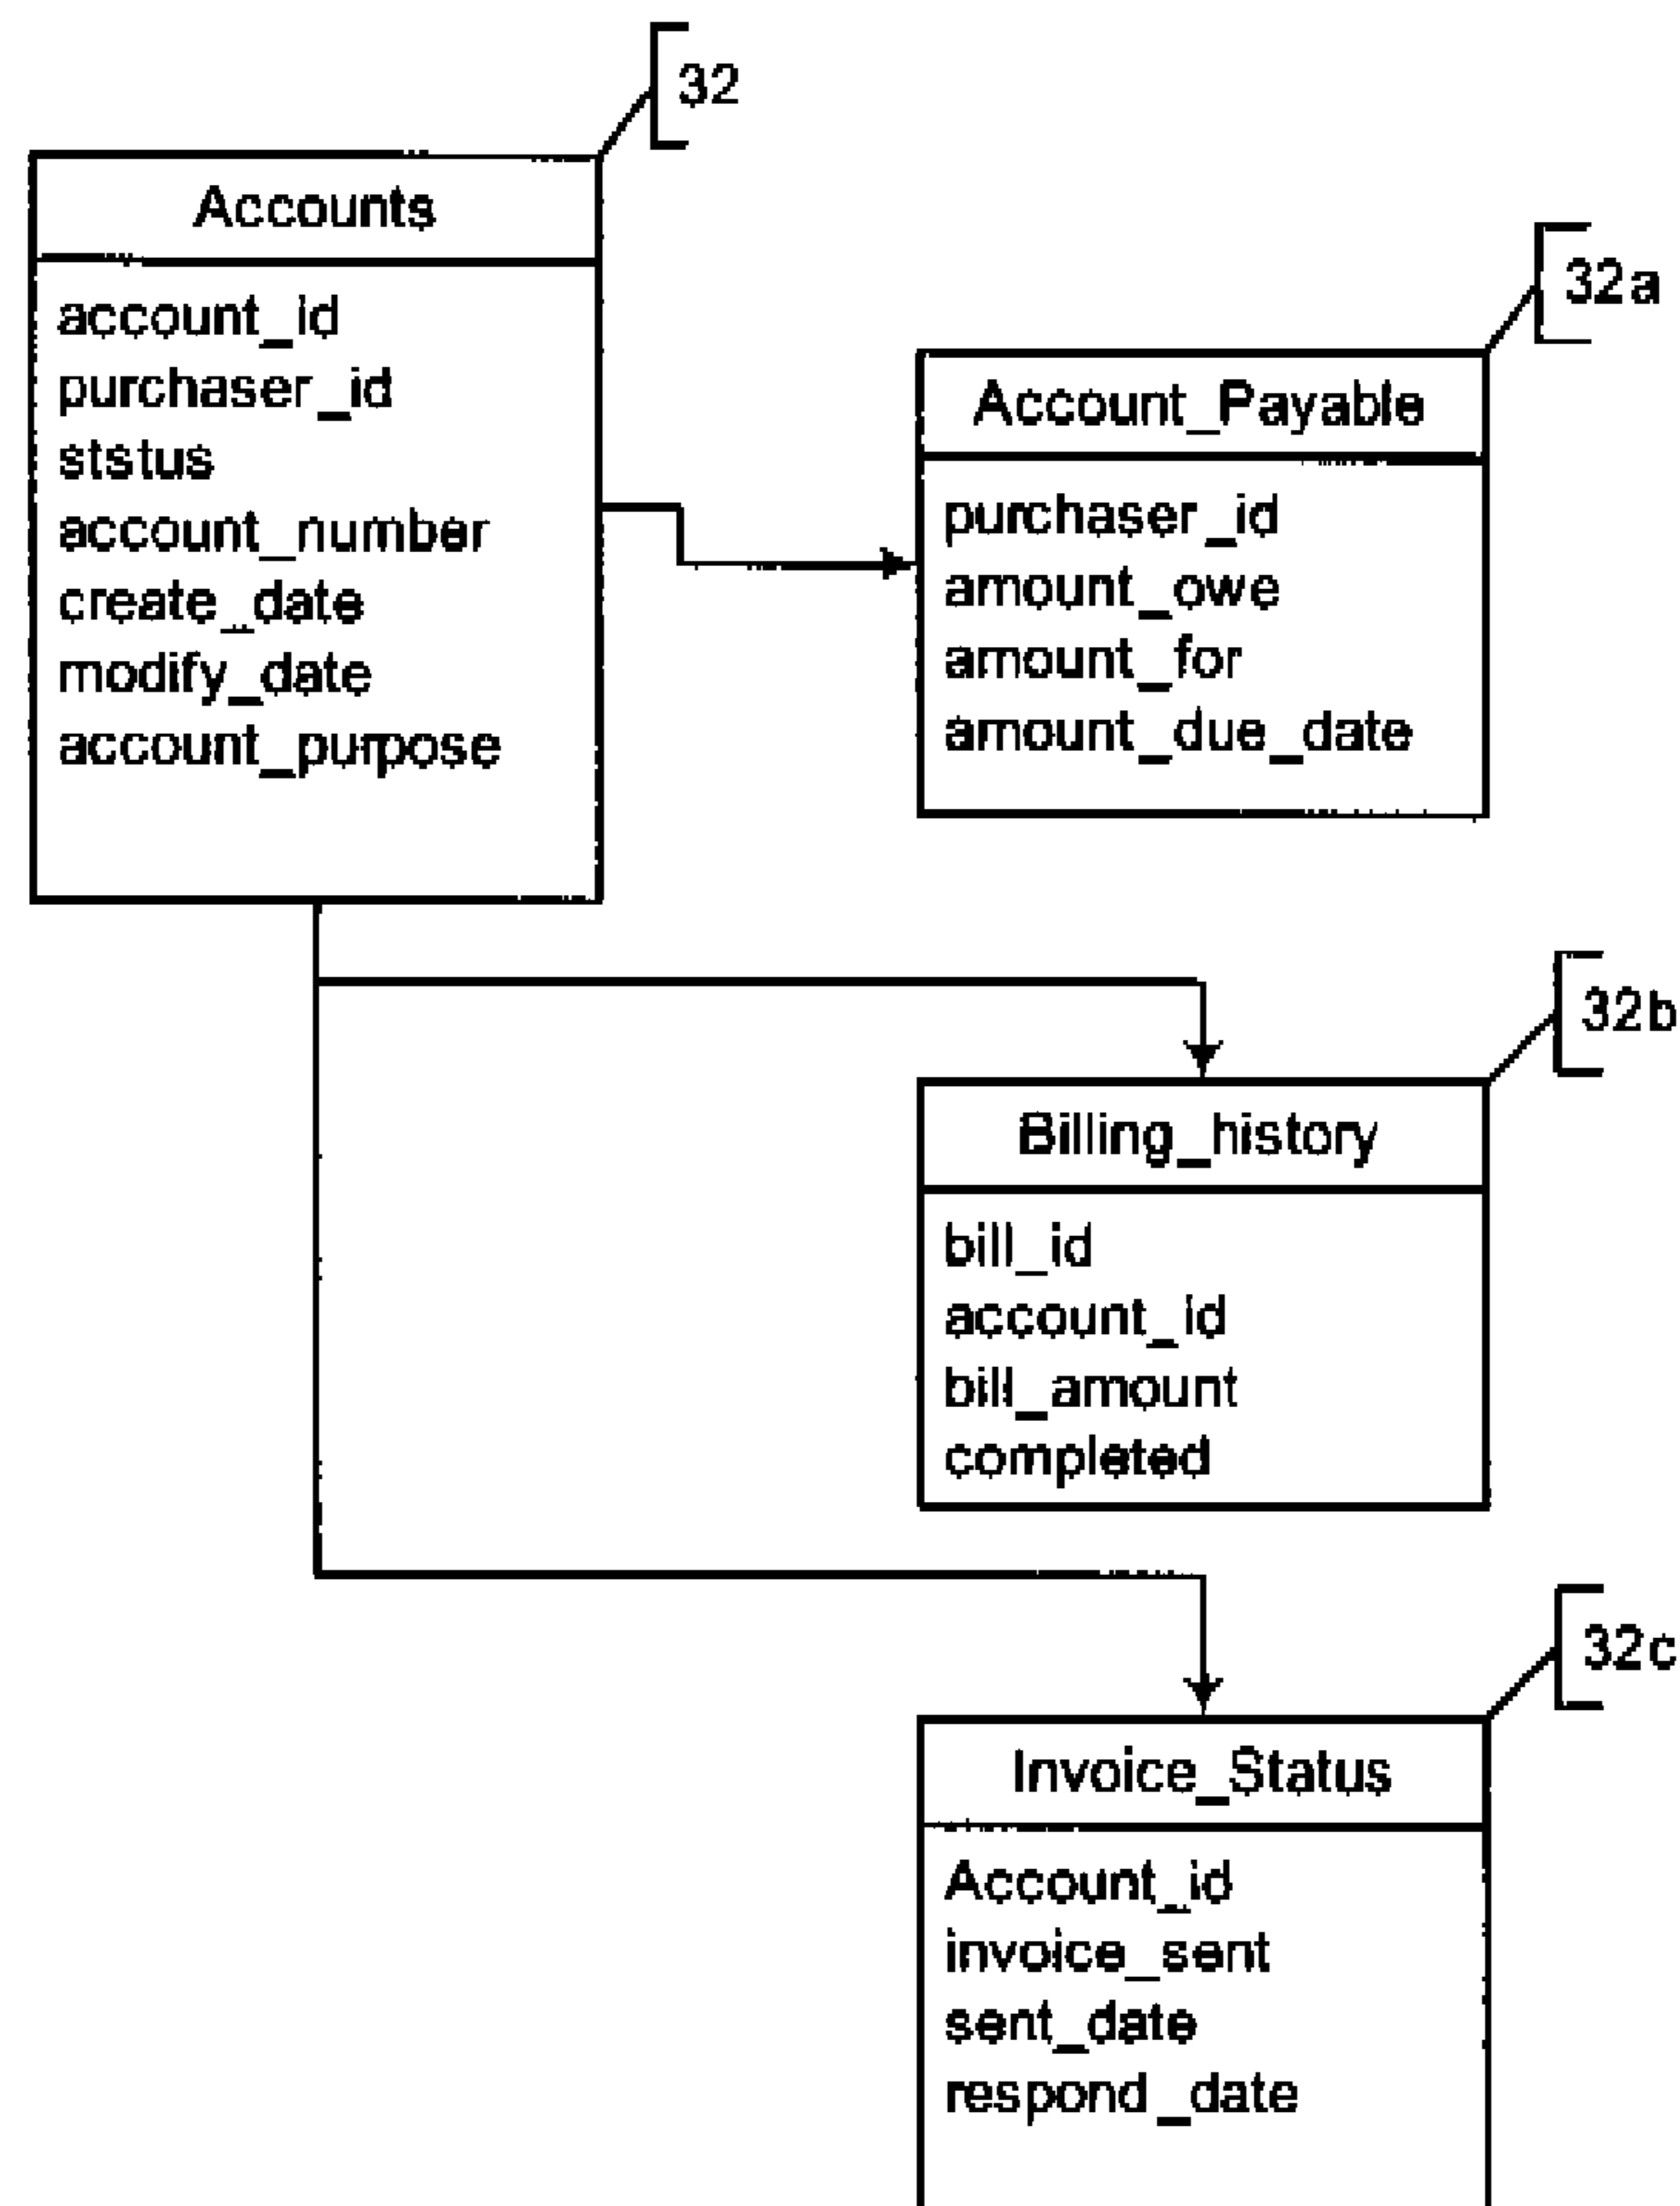 32
Accounts
account_id
purchaser_id
ststus
account_number
create_date
modify_date
account_purpose
32a
Account_Payable
purchaser_id
amount_owe
amount_for
amount_due_date
32b
Billing_history
bill_id
account_id
bill_amount
completed
32c
Invoice_Status
Account_id
invoice_sent
sent_date
respond_date